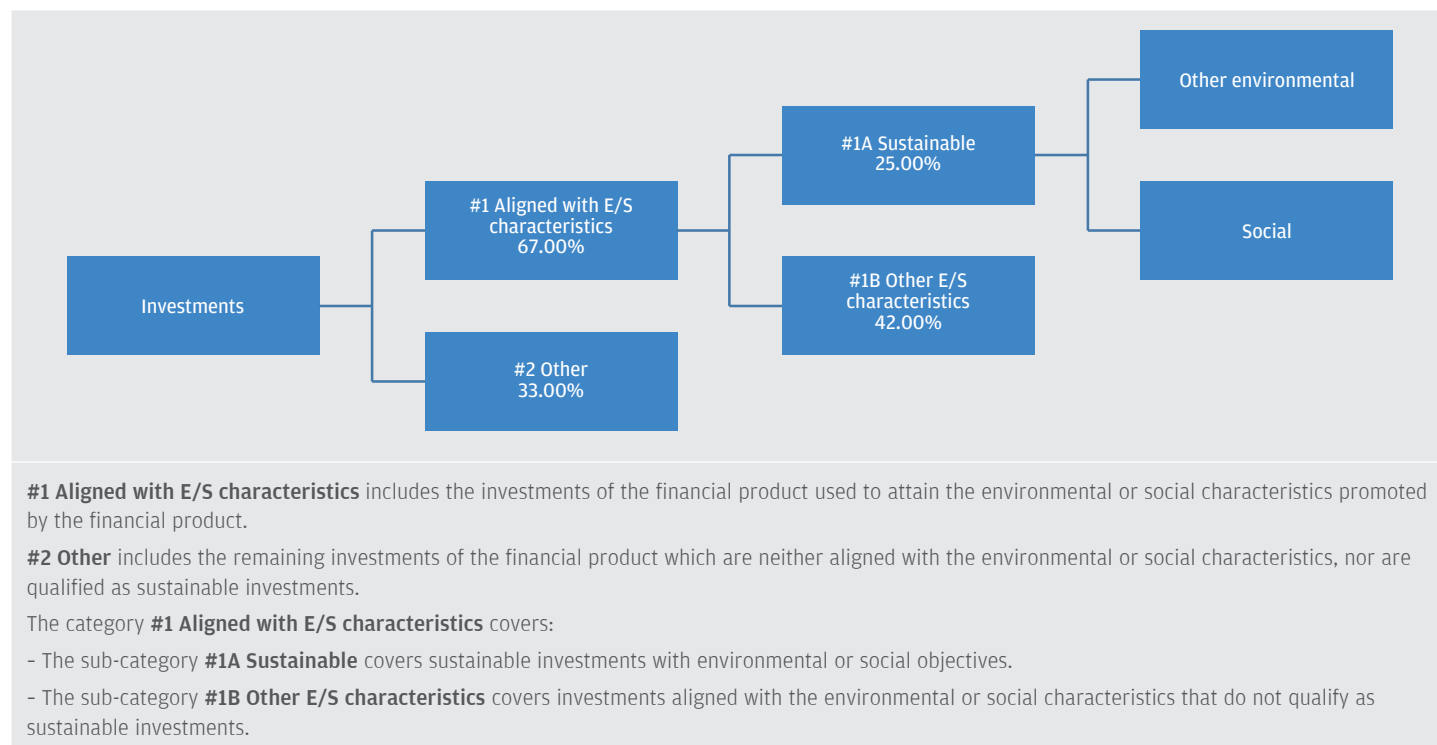 Other environmental
#1A Sustainable
25.00%
#1 Aligned with E/S
characteristics
67.00%
Social
Investments
#1B Other E/S
characteristics
42.00%
#2 Other
33.00%
#1 Aligned with E/S characteristics includes the investments of the financial product used to attain the environmental or social characteristics promoted
by the financial product.
#2 Other includes the remaining investments of the financial product which are neither aligned with the environmental or social characteristics, nor are
qualified as sustainable investments.
The category #1 Aligned with E/S characteristics covers:
– The sub-category #1A Sustainable covers sustainable investments with environmental or social objectives.
– The sub-category #1B Other E/S characteristics covers investments aligned with the environmental or social characteristics that do not qualify as
sustainable investments.